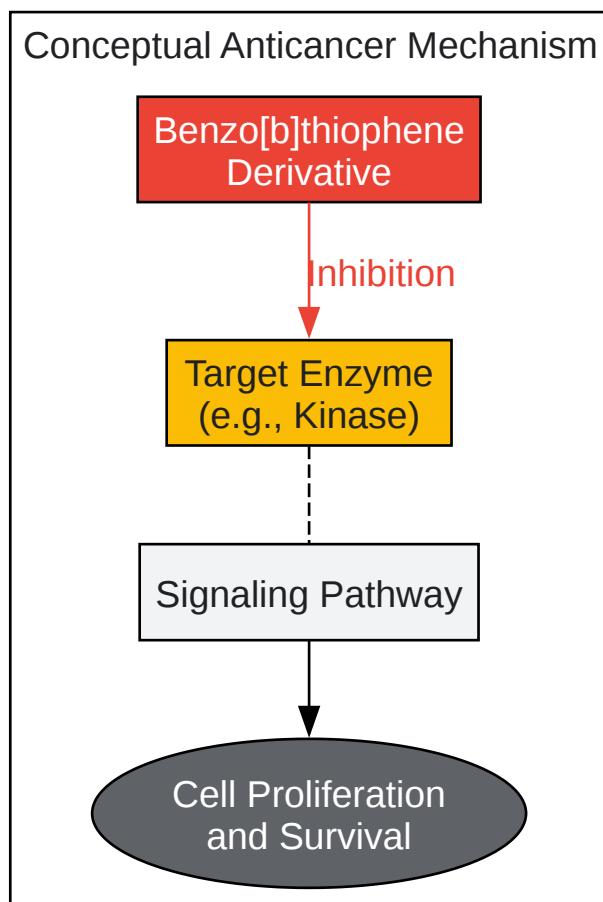 Conceptual Anticancer Mechanism
Benzo[b]thiophene
Derivative
Inhibition
Target Enzyme
(e.g., Kinase)
Signaling Pathway
Cell Proliferation
and Survival